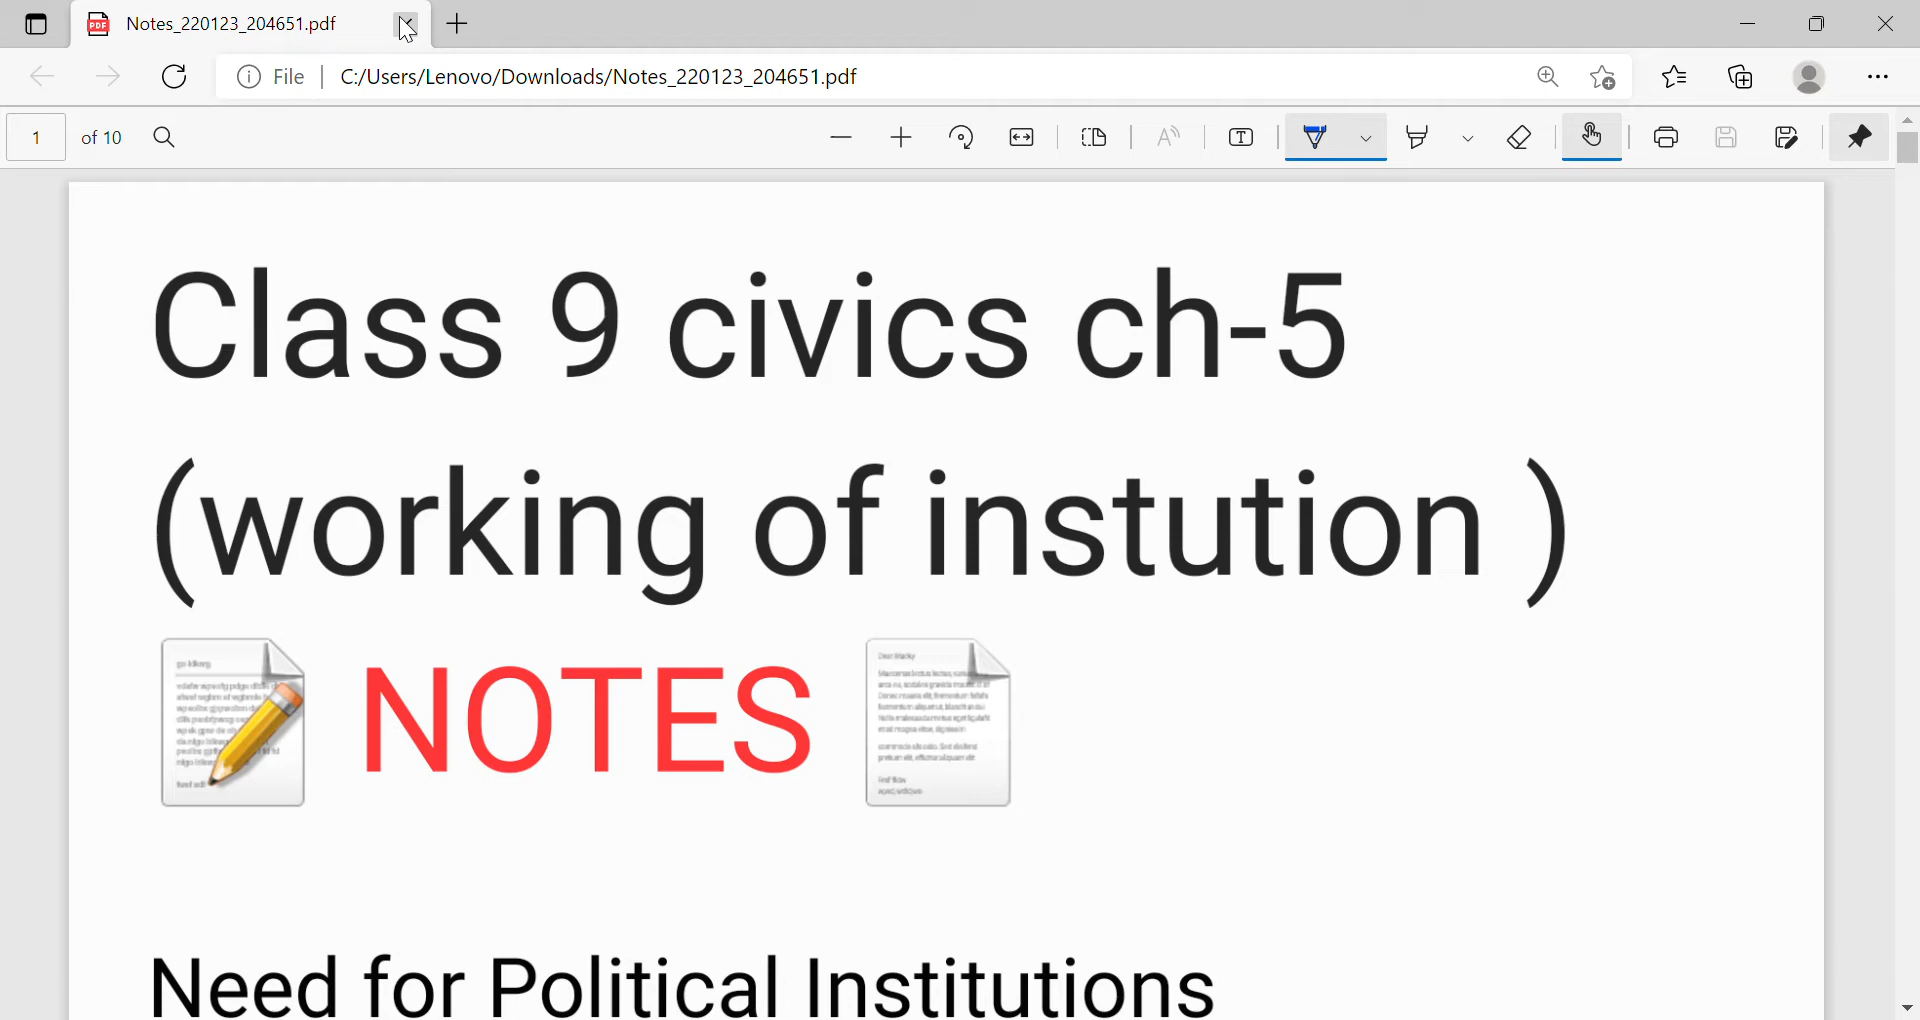 Notes_220123_204651.pdf
File C:/Users/Lenovo/Downloads/Notes_220123_204651.pdf
1 of 10
Class 9 civics ch-5
(working of instution )
NOTES
Need for Political Institutions